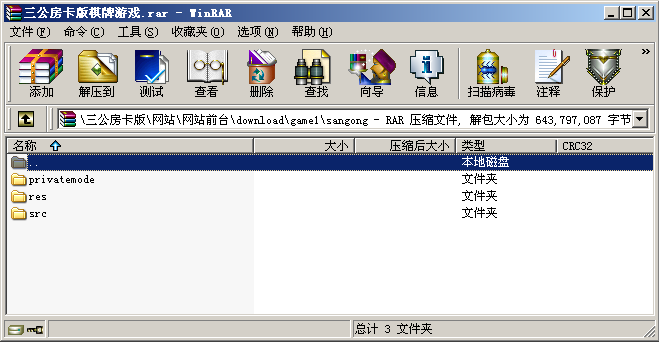 三公房卡版棋牌游戏.rar - WinRAR
文件(F) 命令(C) 工具(S) 收藏夹(O) 选项(N) 帮助(H)
添加 解压到 测试 查看 删除 查找 向导 信息 扫描病毒 注释 保护 »
\三公房卡版\网站\网站前台\download\game1\sangong - RAR 压缩文件, 解包大小为 643,797,087 字节
名称 大小 压缩后大小 类型 CRC32
.. 本地磁盘
privatemode 文件夹
res 文件夹
src 文件夹
总计 3 文件夹